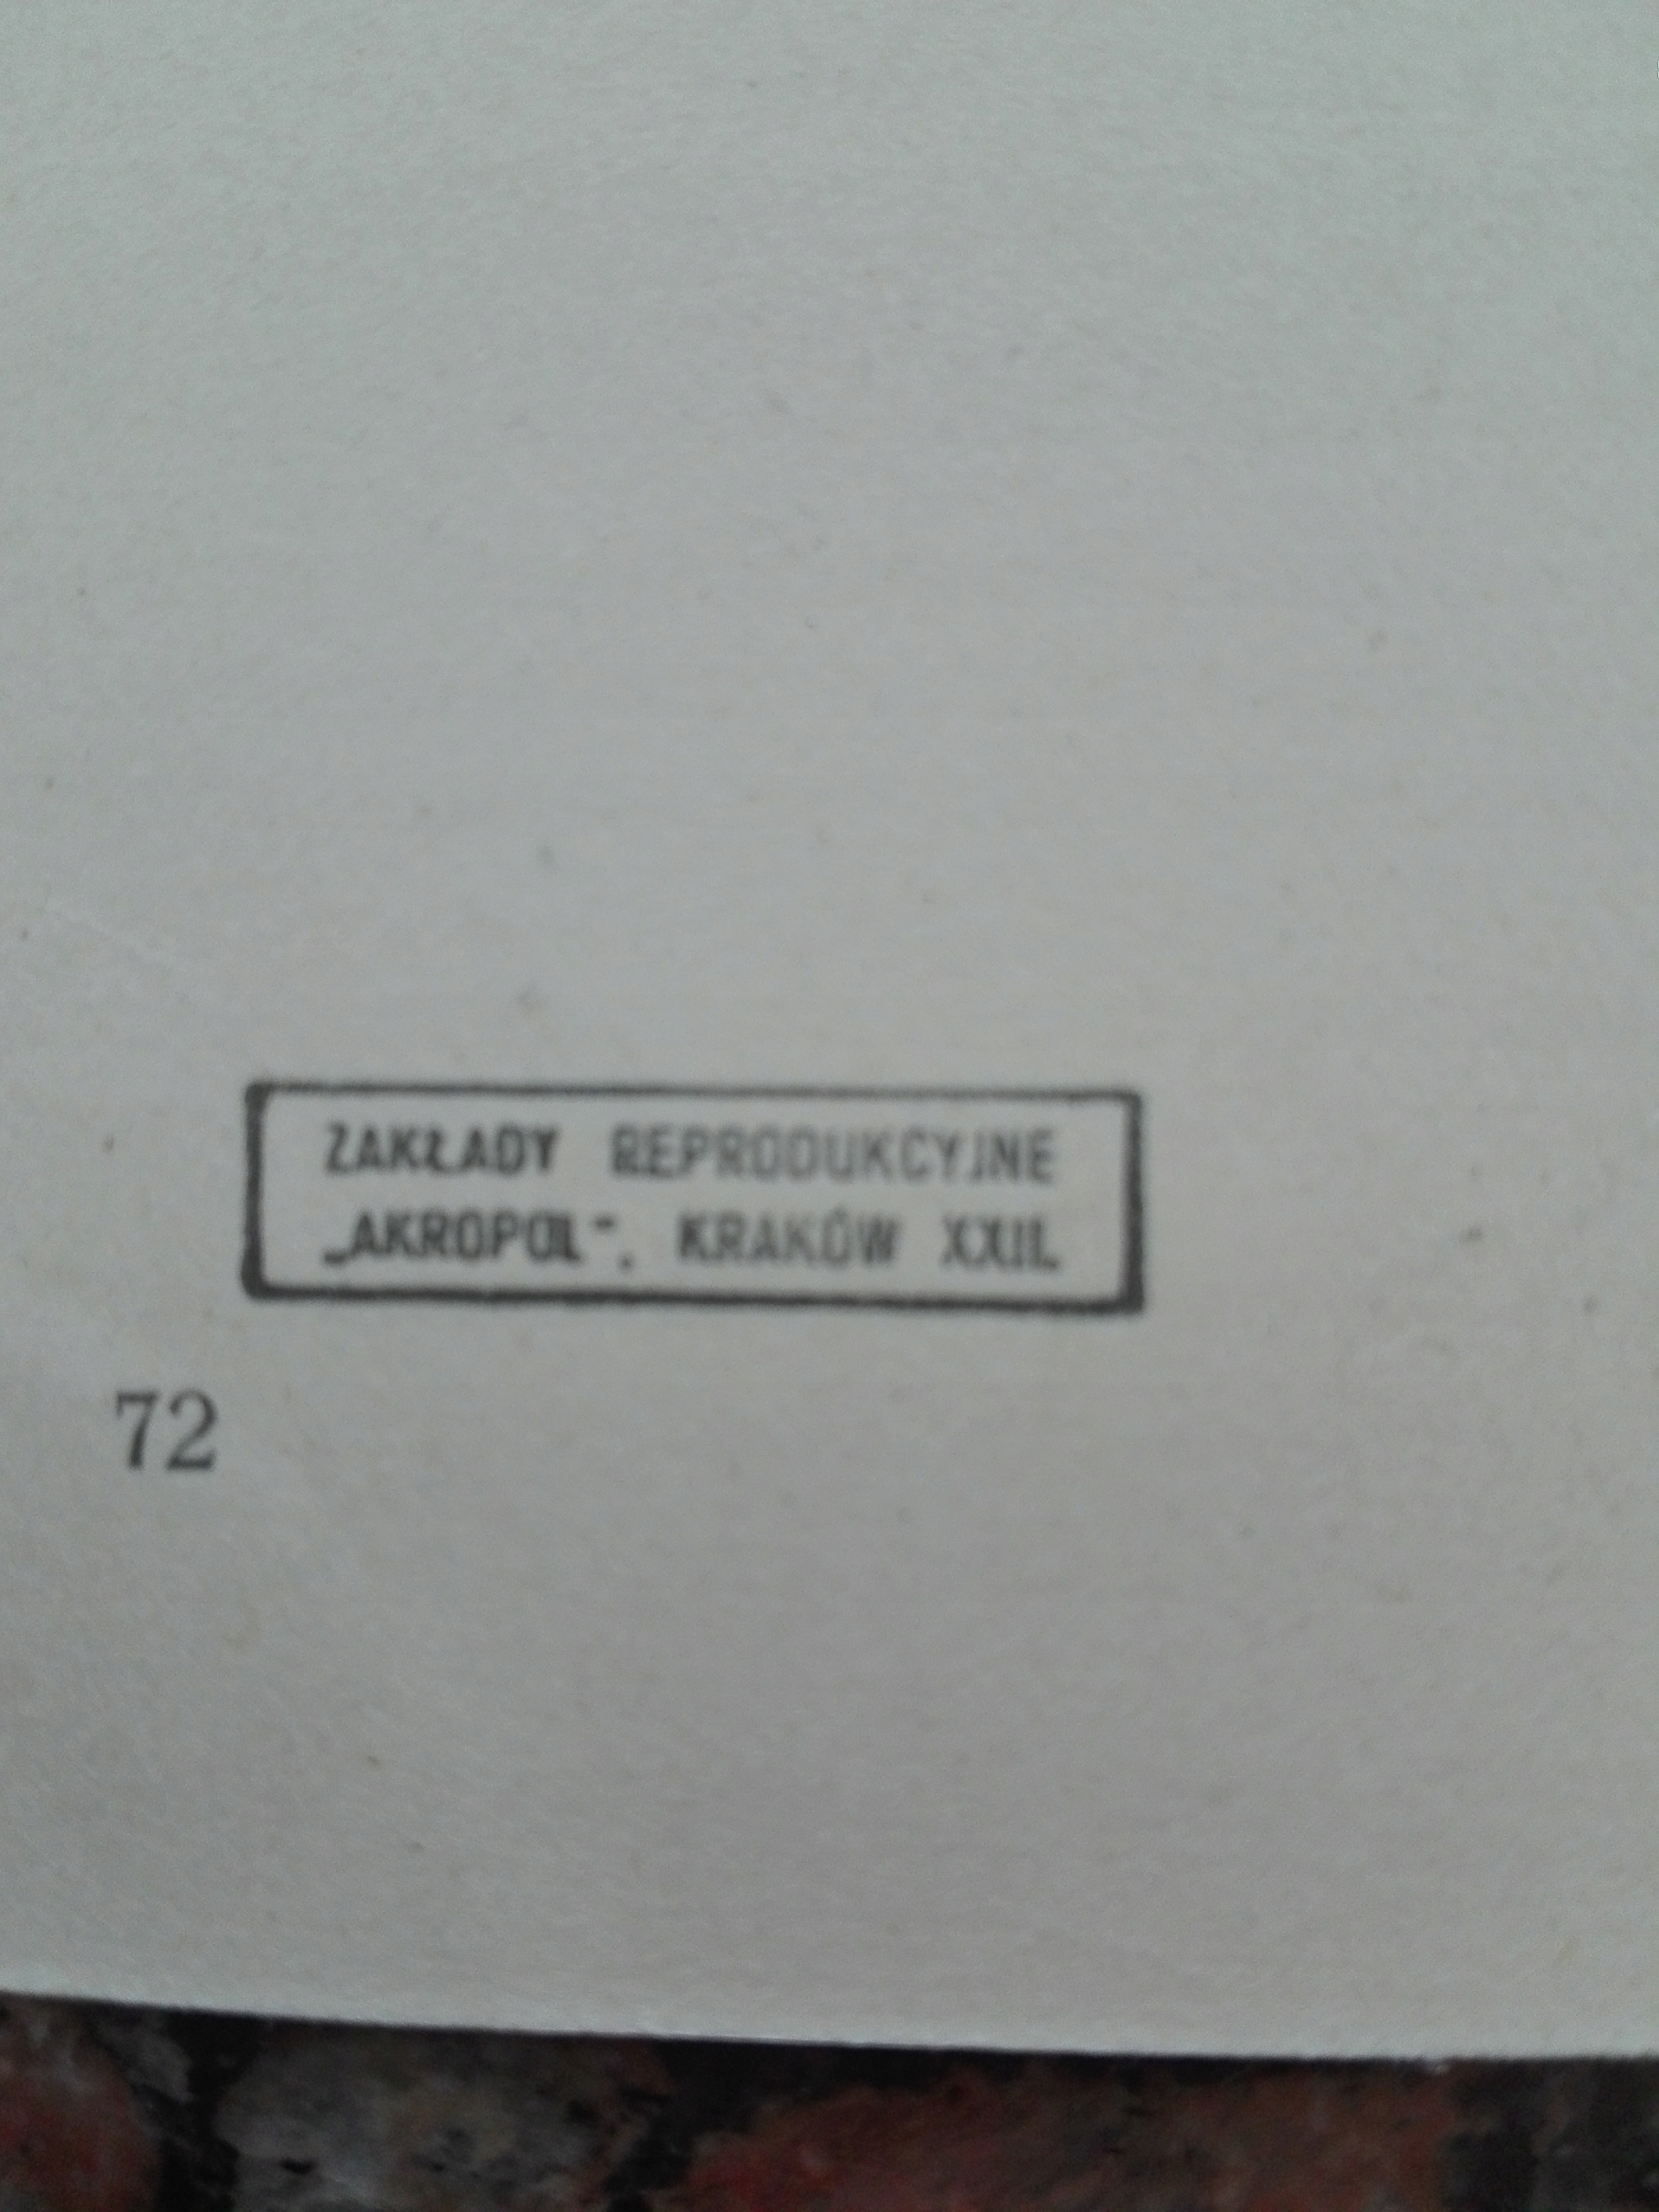 ZAKŁADY REPRODUKCYJNE
„AKROPOL”, KRAKÓW XXII.
72